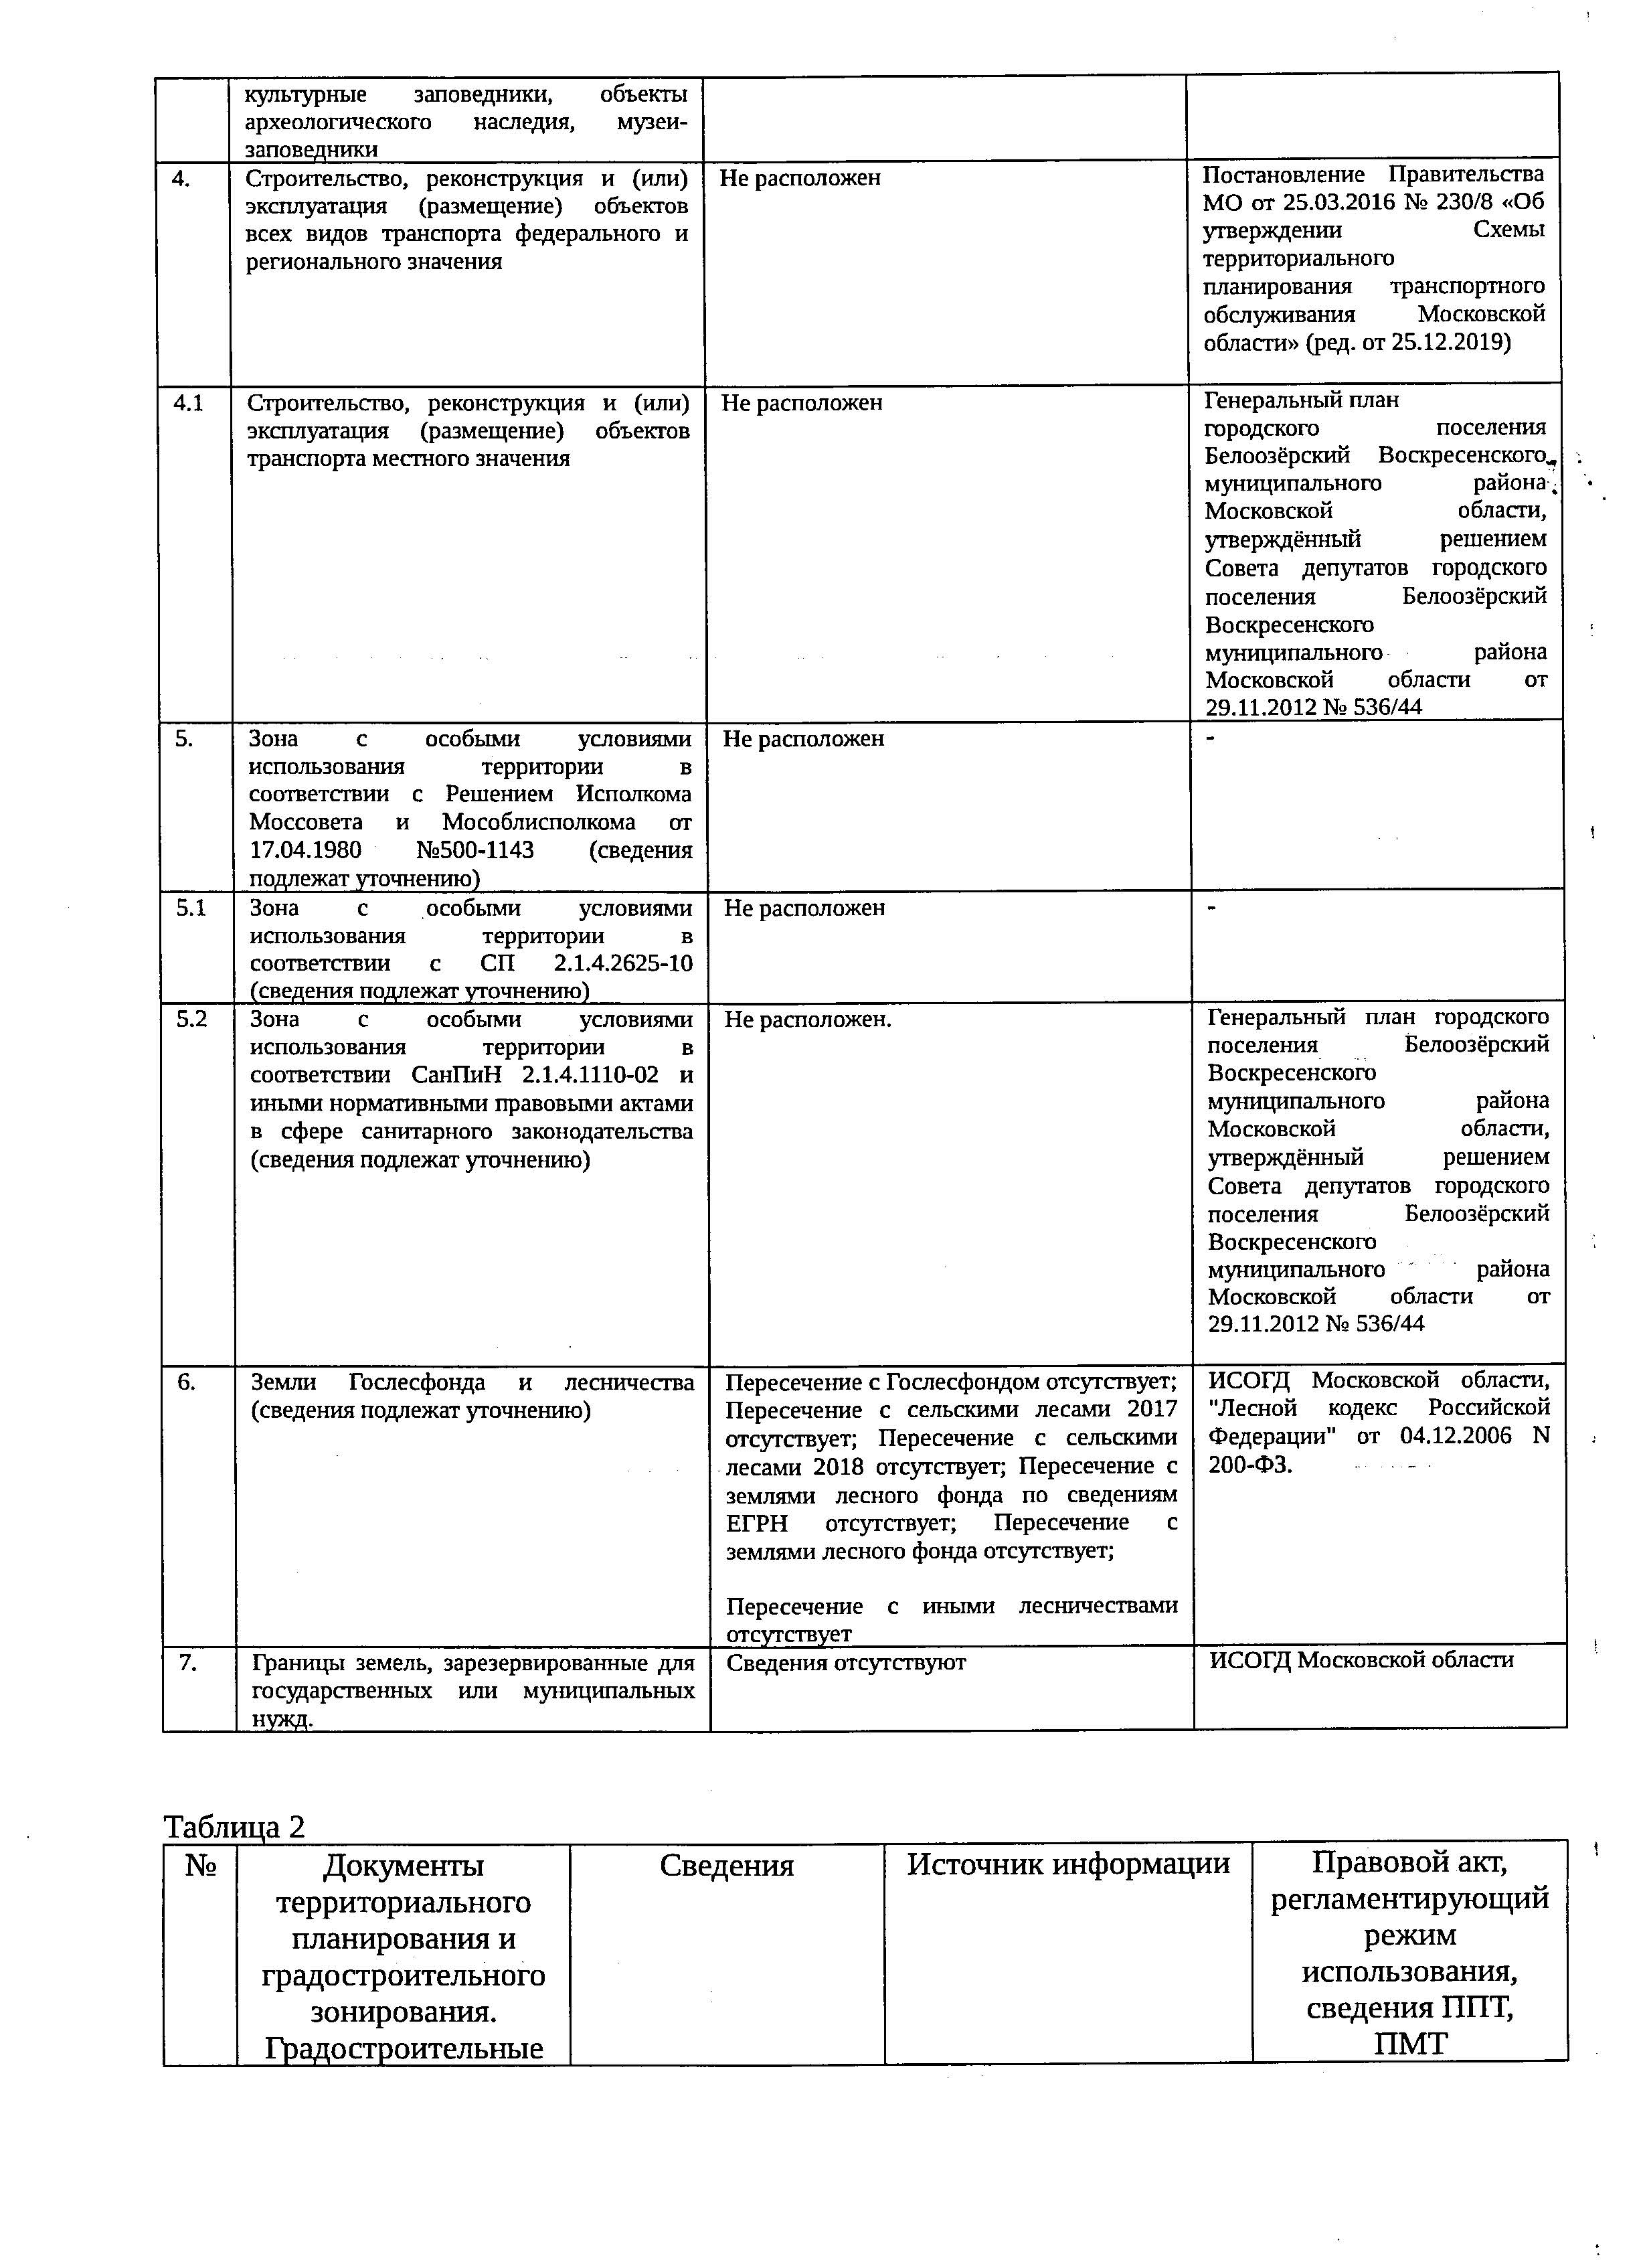 культурные заповедники, объекты
археологического наследия, музеи-
заповедники
4.
Строительство, реконструкция и (или)
эксплуатация (размещение) объектов
всех видов транспорта федерального и
регионального значения
Не расположен
Постановление Правительства
МО от 25.03.2016 № 230/8 «Об
утверждении Схемы
территориального
планирования транспортного
обслуживания Московской
области» (ред. от 25.12.2019)
4.1
Строительство, реконструкция и (или)
эксплуатация (размещение) объектов
транспорта местного значения
Не расположен
Генеральный план
городского поселения
Белоозёрский Воскресенского
муниципального района
Московской области,
утверждённый решением
Совета депутатов городского
поселения Белоозёрский
Воскресенского
муниципального района
Московской области от
29.11.2012 № 536/44
5.
Зона с особыми условиями
использования территории в
соответствии с Решением Исполкома
Моссовета и Мособлисполкома от
17.04.1980 №500-1143 (сведения
подлежат уточнению)
Не расположен
-
5.1
Зона с особыми условиями
использования территории в
соответствии с СП 2.1.4.2625-10
(сведения подлежат уточнению)
Не расположен
-
5.2
Зона с особыми условиями
использования территории в
соответствии СанПиН 2.1.4.1110-02 и
иными нормативными правовыми актами
в сфере санитарного законодательства
(сведения подлежат уточнению)
Не расположен.
Генеральный план городского
поселения Белоозёрский
Воскресенского
муниципального района
Московской области,
утверждённый решением
Совета депутатов городского
поселения Белоозёрский
Воскресенского
муниципального района
Московской области от
29.11.2012 № 536/44
6.
Земли Гослесфонда и лесничества
(сведения подлежат уточнению)
Пересечение с Гослесфондом отсутствует;
Пересечение с сельскими лесами 2017
отсутствует; Пересечение с сельскими
лесами 2018 отсутствует; Пересечение с
землями лесного фонда по сведениям
ЕГРН отсутствует; Пересечение с
землями лесного фонда отсутствует;
Пересечение с иными лесничествами
отсутствует
ИСОГД Московской области,
"Лесной кодекс Российской
Федерации" от 04.12.2006 N
200-ФЗ.
7.
Границы земель, зарезервированные для
государственных или муниципальных
нужд.
Сведения отсутствуют
ИСОГД Московской области
Таблица 2
№
Документы
территориального
планирования и
градостроительного
зонирования.
Градостроительные
Сведения
Источник информации
Правовой акт,
регламентирующий
режим
использования,
сведения ППТ,
ПМТ